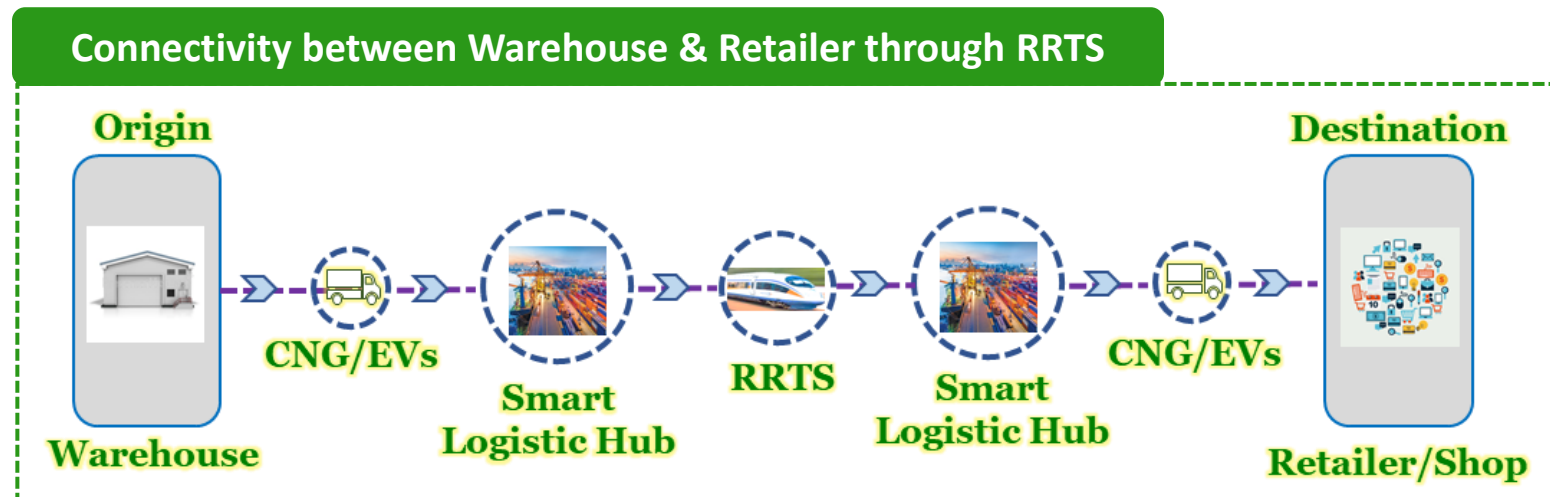 Connectivity between Warehouse & Retailer through RRTS
Origin
Destination
CNG/EVs
RRTS
CNG/EVs
Smart
Logistic Hub
Smart
Logistic Hub
Warehouse
Retailer/Shop
10